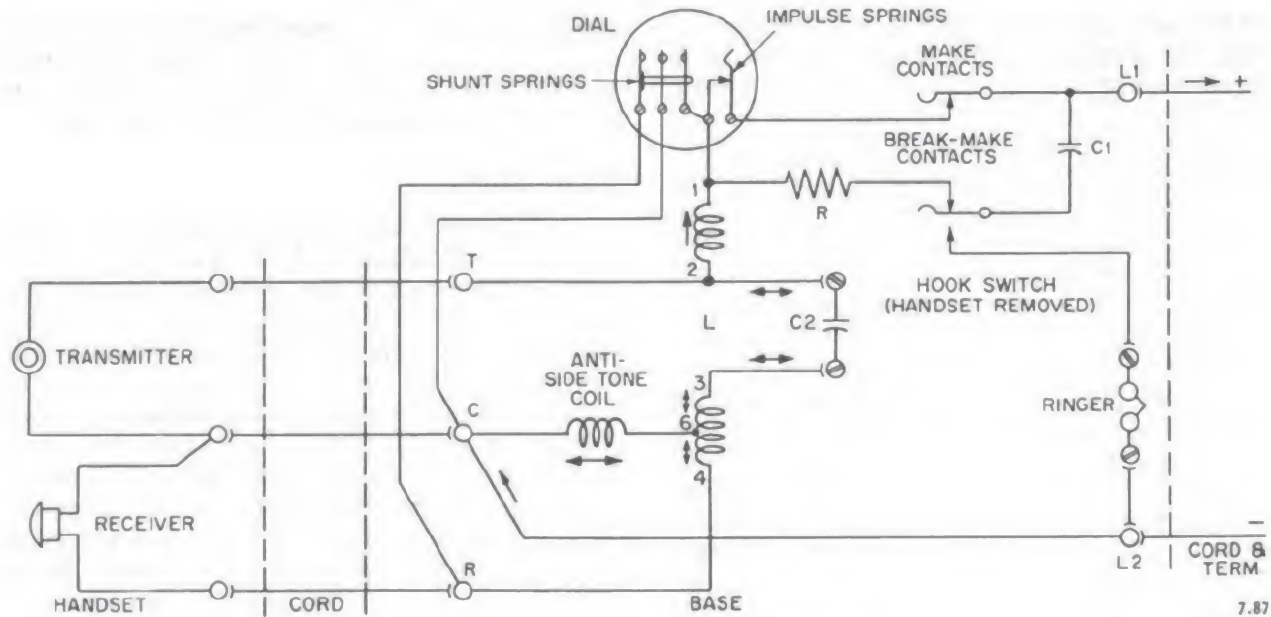 DIAL
IMPULSE SPRINGS
SHUNT SPRINGS
MAKE
CONTACTS
L1
+
BREAK-MAKE
CONTACTS
C1
1
R
2
T
HOOK SWITCH
(HANDSET REMOVED)
L
C2
TRANSMITTER
ANTI-
SIDE TONE
COIL
3
C
6
RINGER
4
RECEIVER
R
L2
-
CORD &
TERM
HANDSET
CORD
BASE
7.87